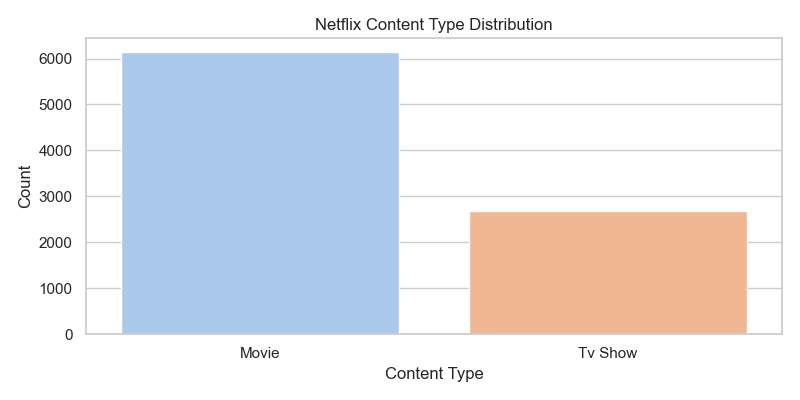 Netflix Content Type Distribution
Count
6000
5000
4000
3000
2000
1000
0
Movie
Tv Show
Content Type